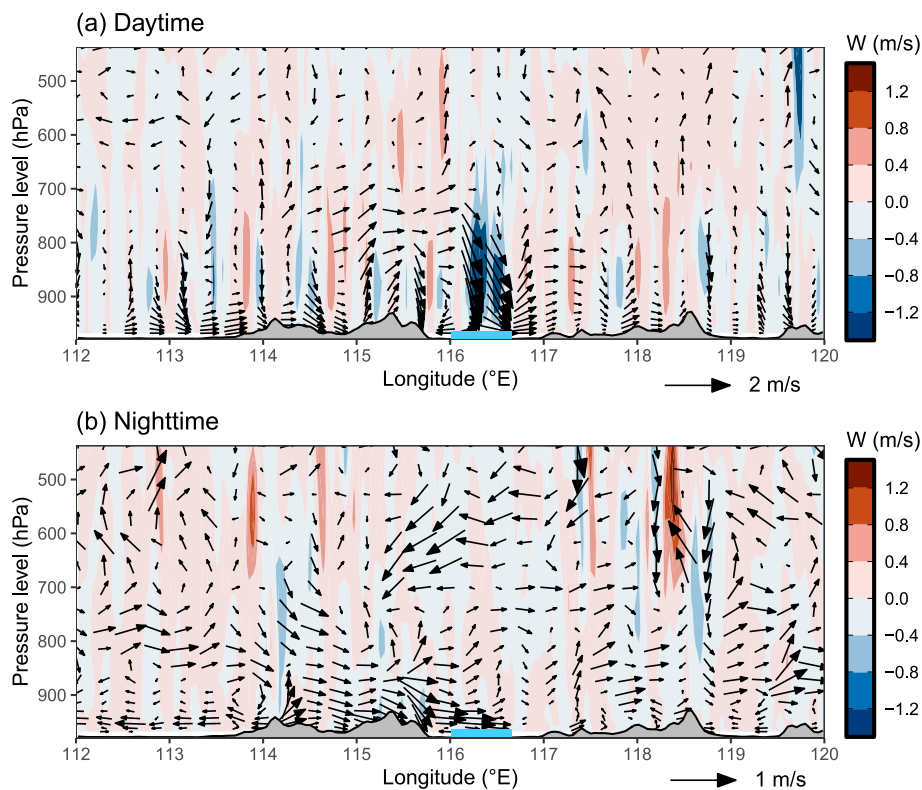 (a) Daytime
W (m/s)
500
600
700
800
900
Pressure level (hPa)
1.2
0.8
0.4
0.0
−0.4
−0.8
−1.2
112 113 114 115 116 117 118 119 120
Longitude (°E)
2 m/s
(b) Nighttime
W (m/s)
500
600
700
800
900
Pressure level (hPa)
1.2
0.8
0.4
0.0
−0.4
−0.8
−1.2
112 113 114 115 116 117 118 119 120
Longitude (°E)
1 m/s